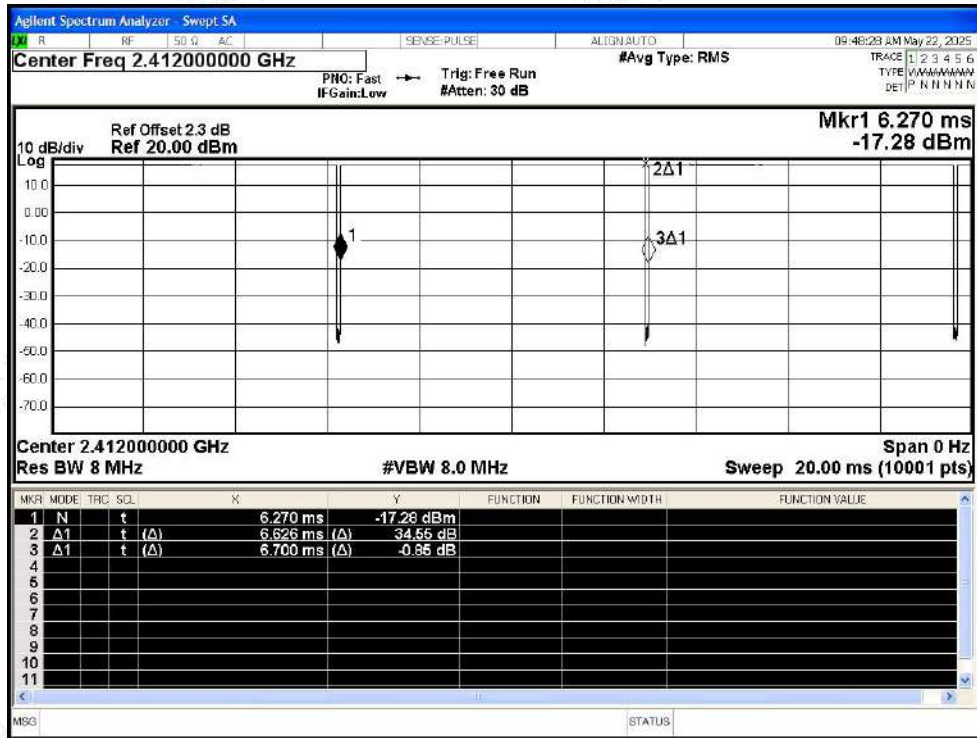 Agilent Spectrum Analyzer - Swept SA
LXI R RF 50 Ω AC SENSE:PULSE ALIGN AUTO 09:48:28 AM May 22, 2025
Center Freq 2.412000000 GHz #Avg Type: RMS TRACE 1 2 3 4 5 6
PNO: Fast Trig: Free Run TYPE
IFGain:Low #Atten: 30 dB DET P N N N N N
Mkr1 6.270 ms
Ref Offset 2.3 dB
10 dB/div Ref 20.00 dBm -17.28 dBm
Log
2Δ1
10.0
0.00
-10.0 1 3Δ1
-20.0
-30.0
-40.0
-50.0
-60.0
-70.0
Center 2.412000000 GHz Span 0 Hz
Res BW 8 MHz #VBW 8.0 MHz Sweep 20.00 ms (10001 pts)
MKR MODE TRC SCL X Y FUNCTION FUNCTION WIDTH FUNCTION VALUE
1 N t 6.270 ms -17.28 dBm
2 Δ1 t (Δ) 6.626 ms (Δ) 34.55 dB
3 Δ1 t (Δ) 6.700 ms (Δ) -0.85 dB
4
5
6
7
8
9
10
11
MSG STATUS